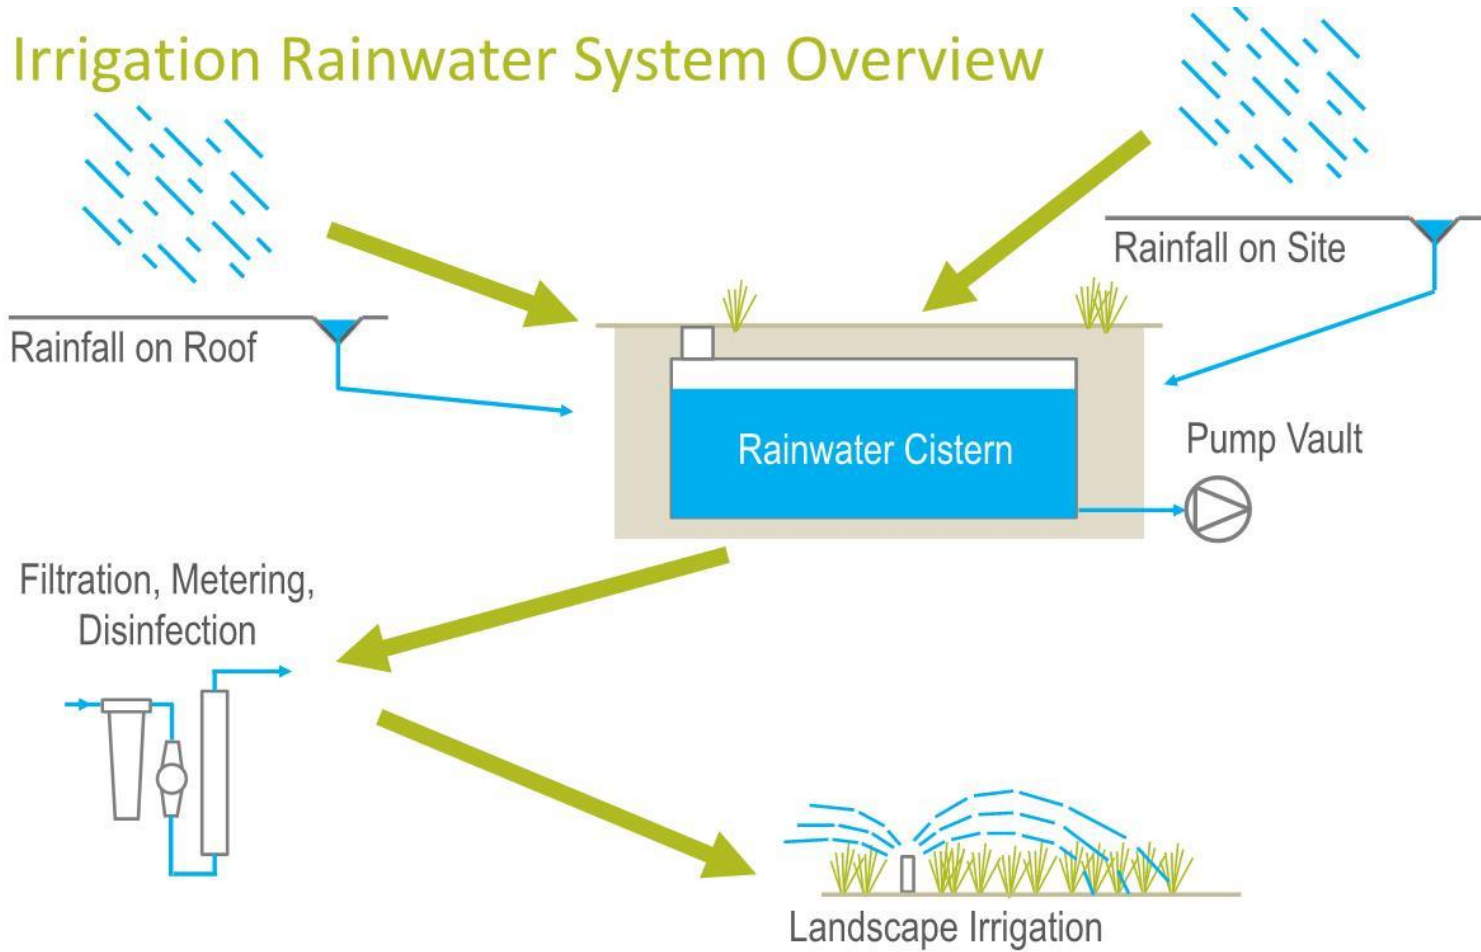 Irrigation Rainwater System Overview
Rainfall on Site
Rainfall on Roof
Rainwater Cistern
Pump Vault
Filtration, Metering,
Disinfection
Landscape Irrigation